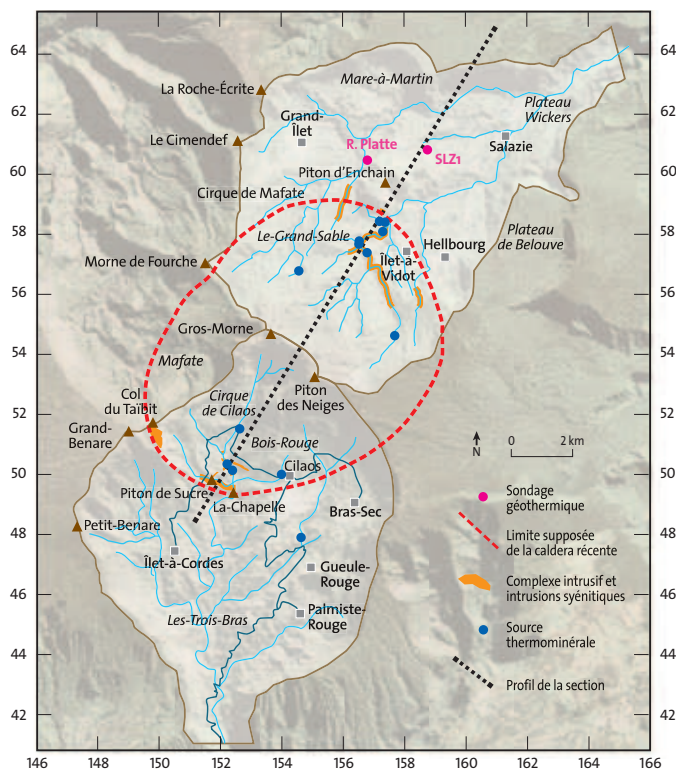 64
62
60
58
56
54
52
50
48
46
44
42
146
148
150
152
154
156
158
160
162
164
166
La Roche-Écrite
Mare-à-Martin
Plateau
Wickers
Grand-
Îlet
Le Cimendef
R. Platte
SLZ1
Salazie
Piton d'Enchain
Cirque de Mafate
Le-Grand-Sable
Plateau
de Belouve
Hellbourg
Îlet-à-
Vidot
Morne de Fourche
Gros-Morne
Mafate
Piton
des Neiges
Col
du Taïbit
Cirque
de Cilaos
Grand-
Benare
Bois-Rouge
Cilaos
Piton de Sucre
La-Chapelle
Bras-Sec
Petit-Benare
Îlet-à-Cordes
Gueule-
Rouge
Les-Trois-Bras
Palmiste-
Rouge
N
0
2 km
Sondage
géothermique
Limite supposée
de la caldera récente
Complexe intrusif et
intrusions syénitiques
Source
thermominérale
Profil de la section